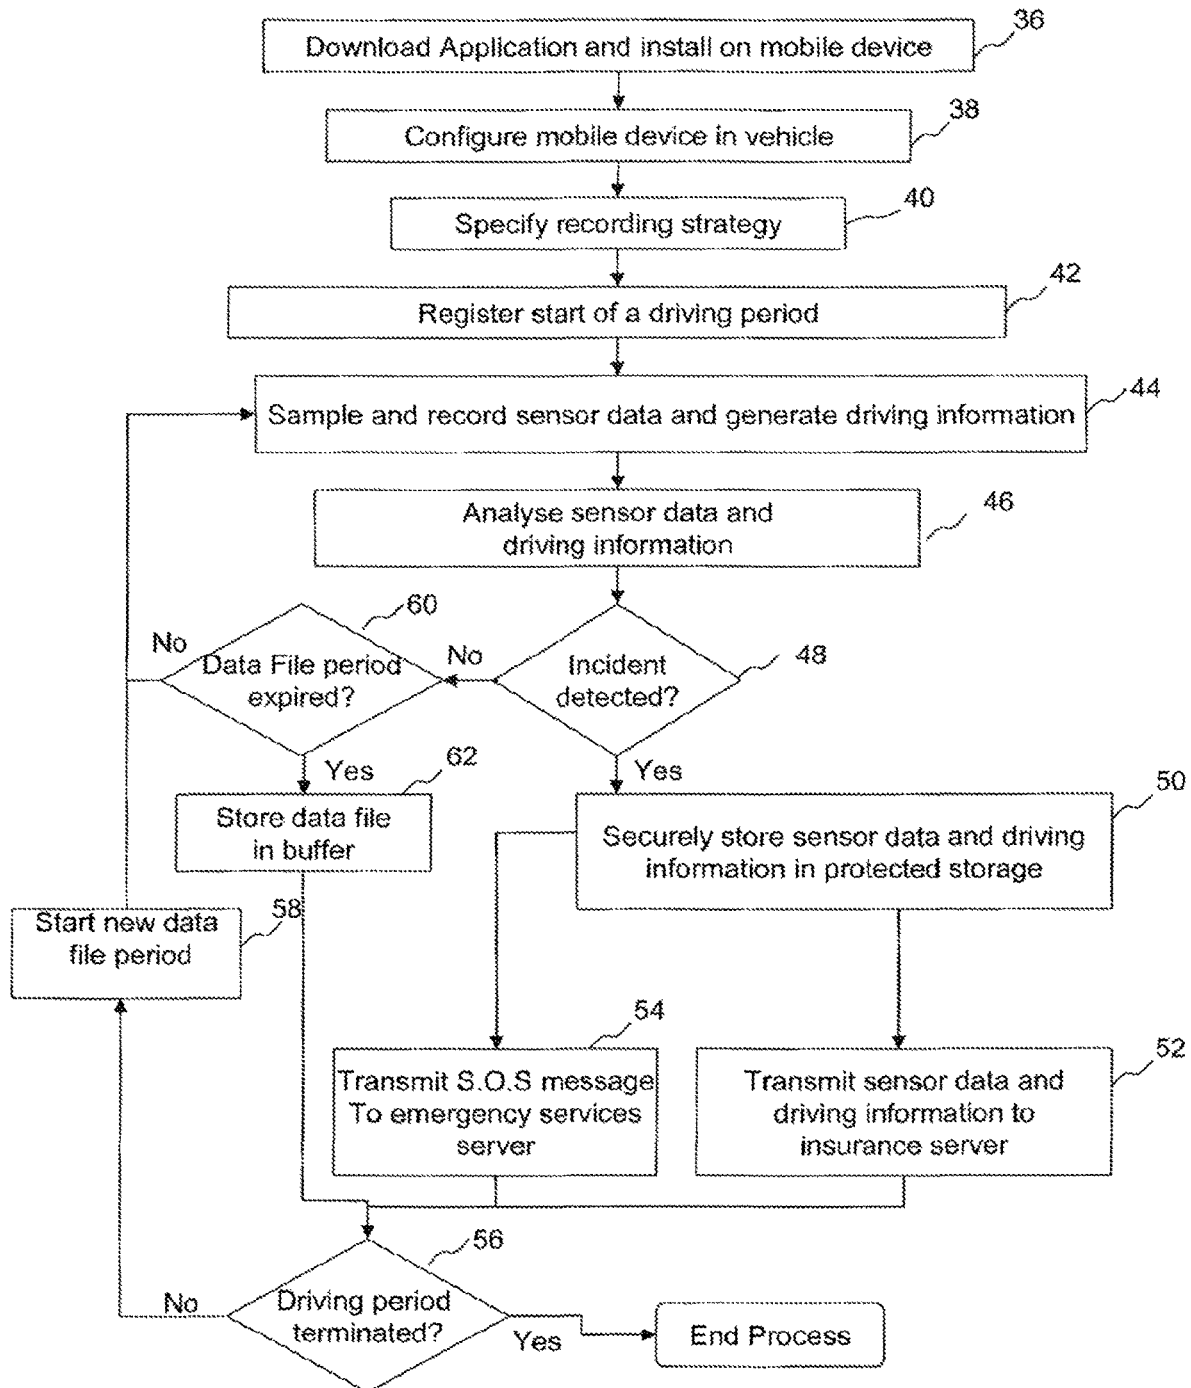 36
Download Application and install on mobile device
38
Configure mobile device in vehicle
40
Specify recording strategy
42
Register start of a driving period
44
Sample and record sensor data and generate driving information
46
Analyse sensor data and
driving information
60
No
Data File period
expired?
No
48
Incident
detected?
Yes
62
Store data file
in buffer
Yes
50
Securely store sensor data and driving
information in protected storage
58
Start new data
file period
54
Transmit S.O.S message
To emergency services
server
52
Transmit sensor data and
driving information to
insurance server
56
No
Driving period
terminated?
Yes
End Process